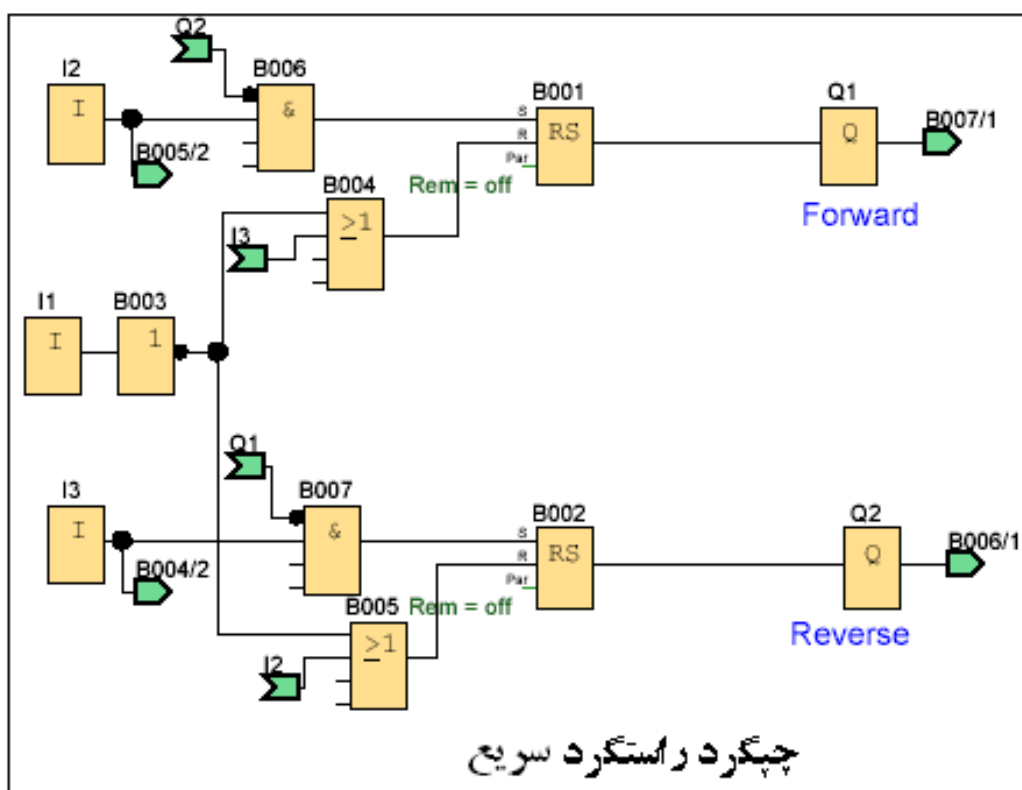 Q2
I2
B006
B001
Q1
I
&
S
R
Par
RS
Q
B007/1
B005/2
B004
Rem = off
Forward
I3
>1
I1
B003
I
1
Q1
I3
B007
B002
Q2
I
&
S
R
Par
RS
Q
B006/1
B004/2
B005
Rem = off
Reverse
I2
>1
چپگرد راستگرد سریع